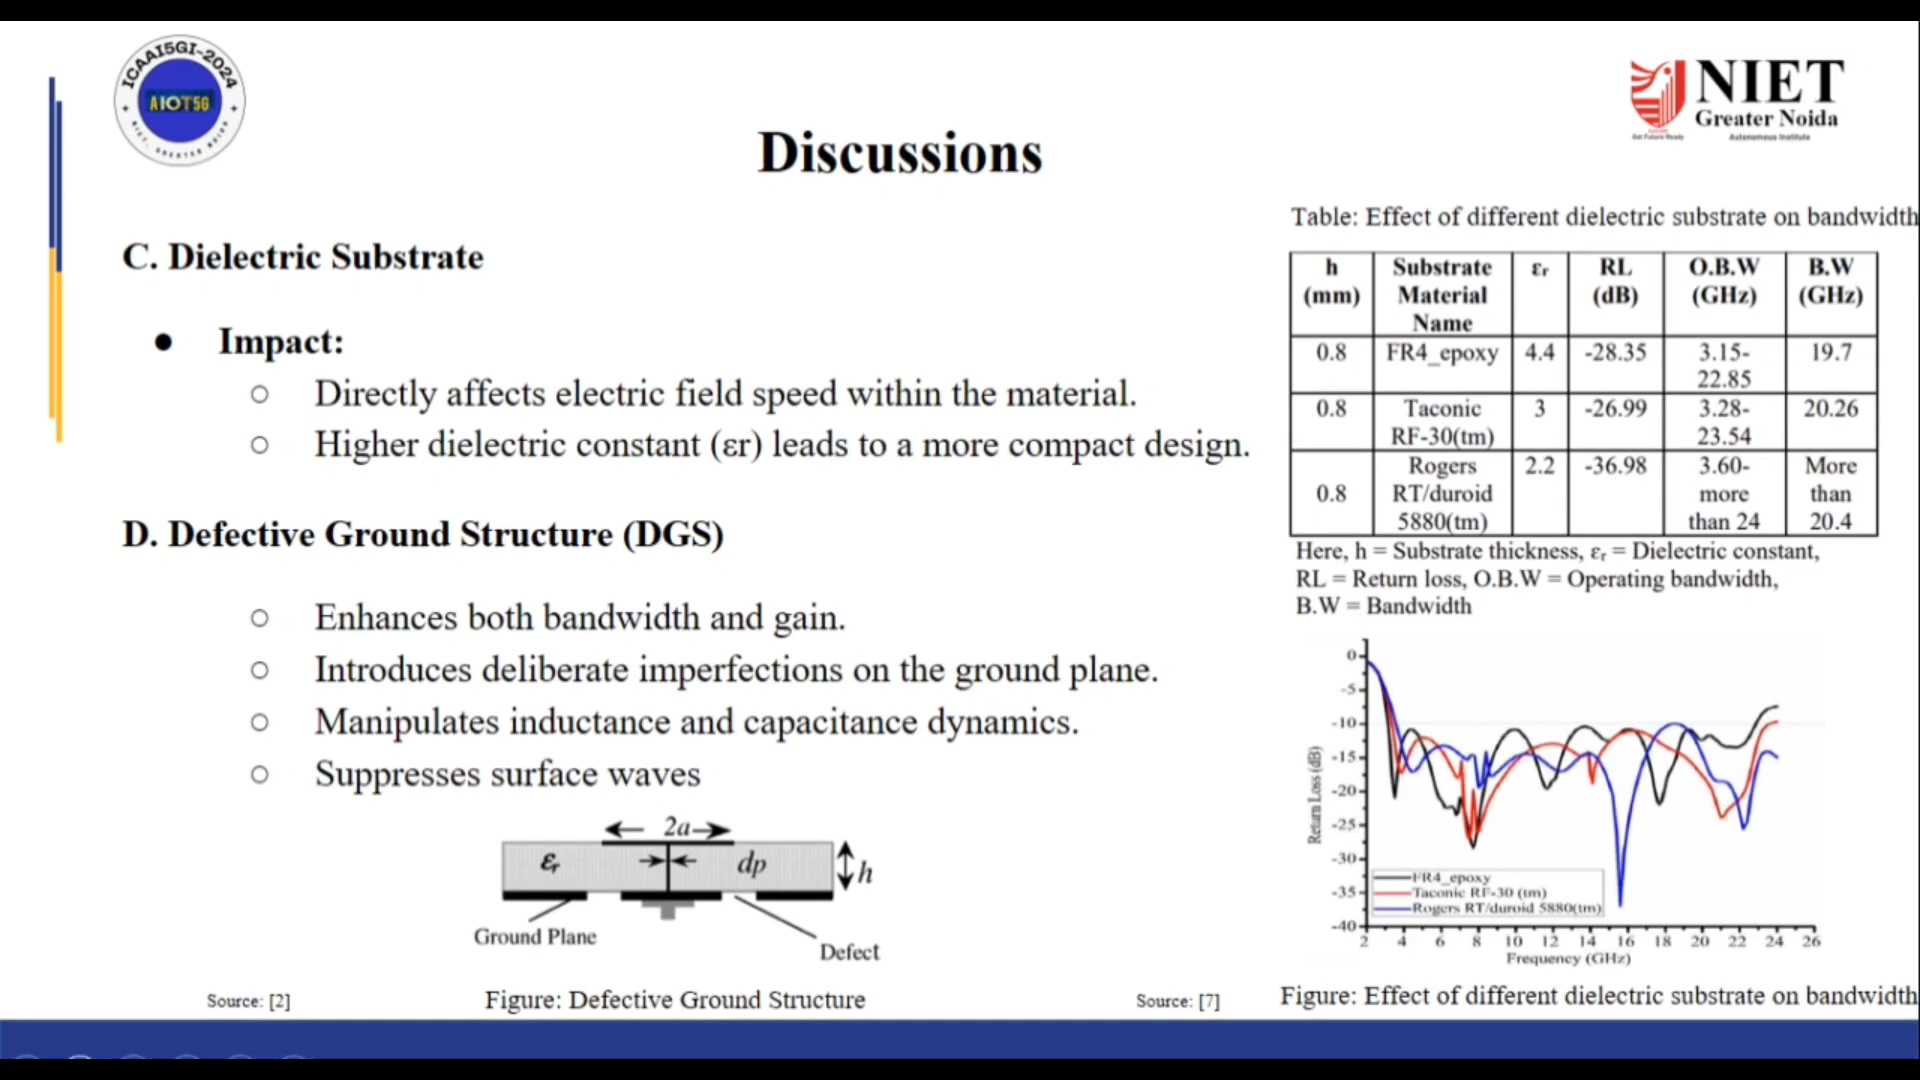 ICAAI5GI-2024
AIOT5G
NIET, GREATER NOIDA
NIET
Greater Noida
Get Future Ready
Autonomous Institute
Discussions
C. Dielectric Substrate
● Impact:
○ Directly affects electric field speed within the material.
○ Higher dielectric constant (εr) leads to a more compact design.
D. Defective Ground Structure (DGS)
○ Enhances both bandwidth and gain.
○ Introduces deliberate imperfections on the ground plane.
○ Manipulates inductance and capacitance dynamics.
○ Suppresses surface waves
2a
εr
dp
h
Ground Plane
Defect
Source: [2]
Figure: Defective Ground Structure
Table: Effect of different dielectric substrate on bandwidth
h (mm) Substrate Material Name εr RL (dB) O.B.W (GHz) B.W (GHz)
0.8 FR4_epoxy 4.4 -28.35 3.15-22.85 19.7
0.8 Taconic RF-30(tm) 3 -26.99 3.28-23.54 20.26
0.8 Rogers RT/duroid 5880(tm) 2.2 -36.98 3.60-more than 24 More than 20.4
Here, h = Substrate thickness, εr = Dielectric constant,
RL = Return loss, O.B.W = Operating bandwidth,
B.W = Bandwidth
Return Loss (dB)
0
-5
-10
-15
-20
-25
-30
-35
-40
FR4_epoxy
Taconic RF-30 (tm)
Rogers RT/duroid 5880(tm)
2 4 6 8 10 12 14 16 18 20 22 24 26
Frequency (GHz)
Source: [7]
Figure: Effect of different dielectric substrate on bandwidth